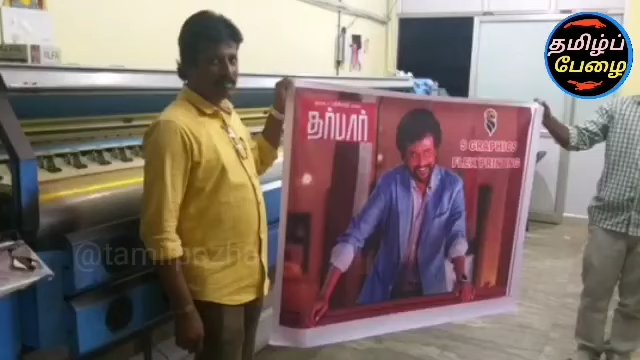 தமிழ்ப்
பேழை
தர்பார்
S GRAPHICS
FLEX PRINTING
@tamilpezhai